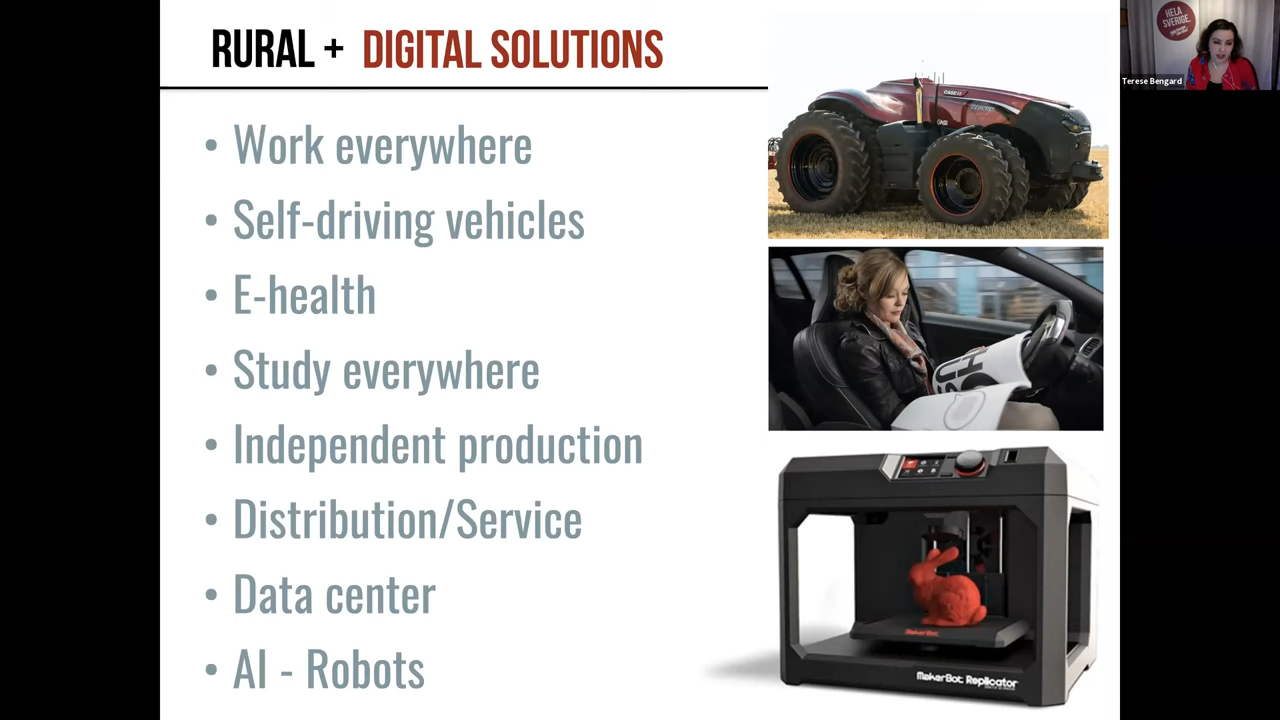 RURAL + DIGITAL SOLUTIONS
• Work everywhere
• Self-driving vehicles
• E-health
• Study everywhere
• Independent production
• Distribution/Service
• Data center
• AI - Robots
CASE IH
MakerBot
MakerBot Replicator
HELA
SVERIGE.
Terese Bengard